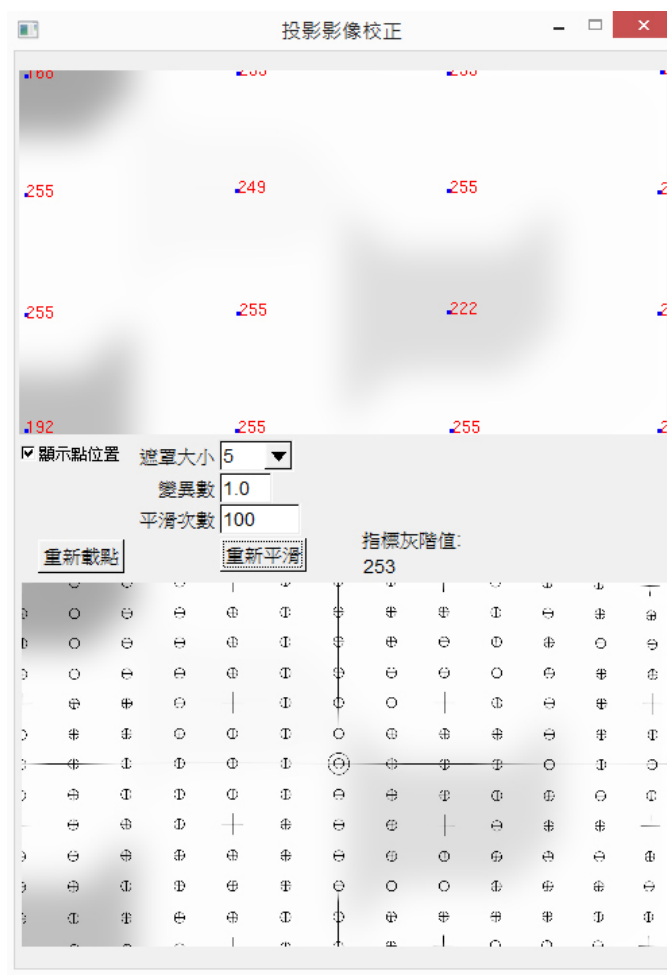 投影影像校正
255 249 255
255 255 222
192 255 255
顯示點位置
遮罩大小 5
變異數 1.0
平滑次數 100
重新載點 重新平滑
指標灰階值:
253